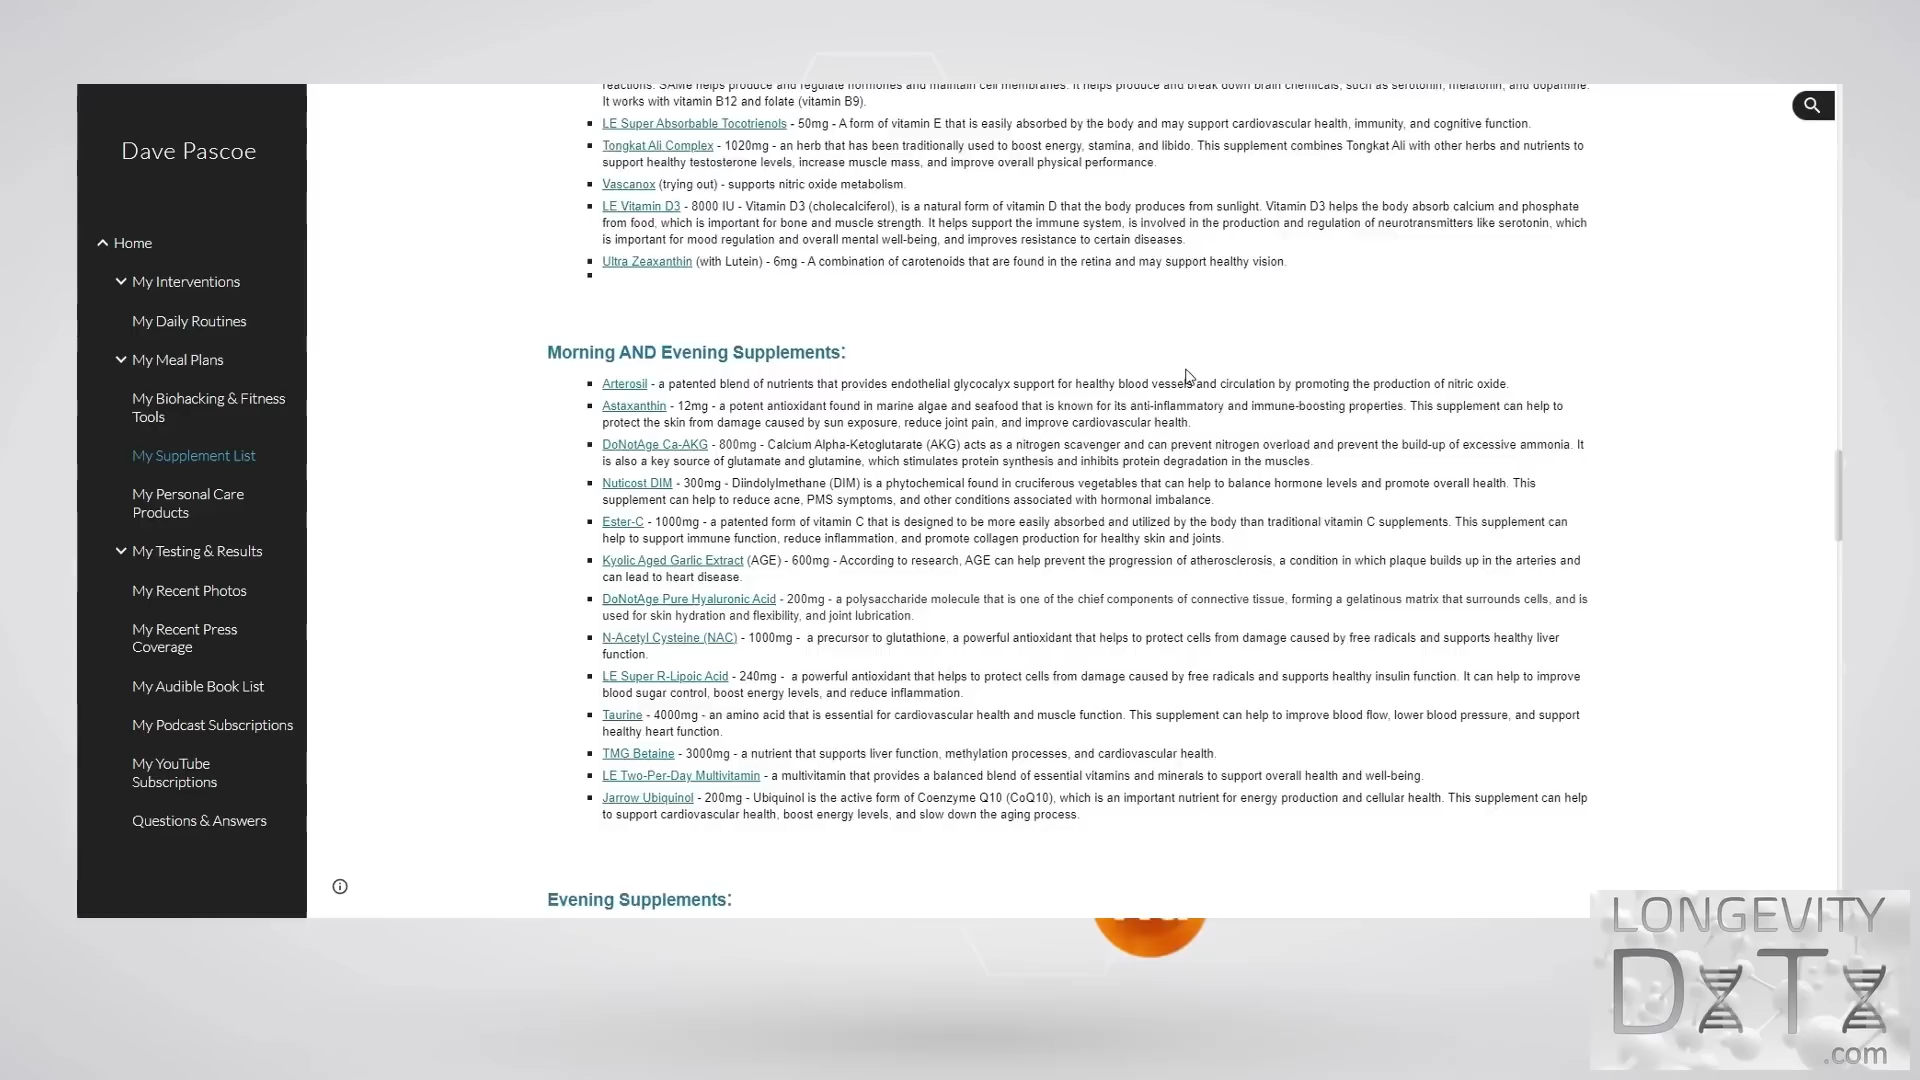 Dave Pascoe
Home
My Interventions
My Daily Routines
My Meal Plans
My Biohacking & Fitness
Tools
My Supplement List
My Personal Care
Products
My Testing & Results
My Recent Photos
My Recent Press
Coverage
My Audible Book List
My Podcast Subscriptions
My YouTube
Subscriptions
Questions & Answers
reactions. SAMe helps produce and regulate hormones and maintain cell membranes. It helps produce and break down brain chemicals, such as serotonin, melatonin, and dopamine.
It works with vitamin B12 and folate (vitamin B9).
LE Super Absorbable Tocotrienols - 50mg - A form of vitamin E that is easily absorbed by the body and may support cardiovascular health, immunity, and cognitive function.
Tongkat Ali Complex - 1020mg - an herb that has been traditionally used to boost energy, stamina, and libido. This supplement combines Tongkat Ali with other herbs and nutrients to
support healthy testosterone levels, increase muscle mass, and improve overall physical performance.
Vascanox (trying out) - supports nitric oxide metabolism.
LE Vitamin D3 - 8000 IU - Vitamin D3 (cholecalciferol), is a natural form of vitamin D that the body produces from sunlight. Vitamin D3 helps the body absorb calcium and phosphate
from food, which is important for bone and muscle strength. It helps support the immune system, is involved in the production and regulation of neurotransmitters like serotonin, which
is important for mood regulation and overall mental well-being, and improves resistance to certain diseases.
Ultra Zeaxanthin (with Lutein) - 6mg - A combination of carotenoids that are found in the retina and may support healthy vision.
Morning AND Evening Supplements:
Arterosil - a patented blend of nutrients that provides endothelial glycocalyx support for healthy blood vessels and circulation by promoting the production of nitric oxide.
Astaxanthin - 12mg - a potent antioxidant found in marine algae and seafood that is known for its anti-inflammatory and immune-boosting properties. This supplement can help to
protect the skin from damage caused by sun exposure, reduce joint pain, and improve cardiovascular health.
DoNotAge Ca-AKG - 800mg - Calcium Alpha-Ketoglutarate (AKG) acts as a nitrogen scavenger and can prevent nitrogen overload and prevent the build-up of excessive ammonia. It
is also a key source of glutamate and glutamine, which stimulates protein synthesis and inhibits protein degradation in the muscles.
Nuticost DIM - 300mg - Diindolylmethane (DIM) is a phytochemical found in cruciferous vegetables that can help to balance hormone levels and promote overall health. This
supplement can help to reduce acne, PMS symptoms, and other conditions associated with hormonal imbalance.
Ester-C - 1000mg - a patented form of vitamin C that is designed to be more easily absorbed and utilized by the body than traditional vitamin C supplements. This supplement can
help to support immune function, reduce inflammation, and promote collagen production for healthy skin and joints.
Kyolic Aged Garlic Extract (AGE) - 600mg - According to research, AGE can help prevent the progression of atherosclerosis, a condition in which plaque builds up in the arteries and
can lead to heart disease.
DoNotAge Pure Hyaluronic Acid - 200mg - a polysaccharide molecule that is one of the chief components of connective tissue, forming a gelatinous matrix that surrounds cells, and is
used for skin hydration and flexibility, and joint lubrication.
N-Acetyl Cysteine (NAC) - 1000mg - a precursor to glutathione, a powerful antioxidant that helps to protect cells from damage caused by free radicals and supports healthy liver
function.
LE Super R-Lipoic Acid - 240mg - a powerful antioxidant that helps to protect cells from damage caused by free radicals and supports healthy insulin function. It can help to improve
blood sugar control, boost energy levels, and reduce inflammation.
Taurine - 4000mg - an amino acid that is essential for cardiovascular health and muscle function. This supplement can help to improve blood flow, lower blood pressure, and support
healthy heart function.
TMG Betaine - 3000mg - a nutrient that supports liver function, methylation processes, and cardiovascular health.
LE Two-Per-Day Multivitamin - a multivitamin that provides a balanced blend of essential vitamins and minerals to support overall health and well-being.
Jarrow Ubiquinol - 200mg - Ubiquinol is the active form of Coenzyme Q10 (CoQ10), which is an important nutrient for energy production and cellular health. This supplement can help
to support cardiovascular health, boost energy levels, and slow down the aging process.
Evening Supplements:
LONGEVITY
DATA
.com